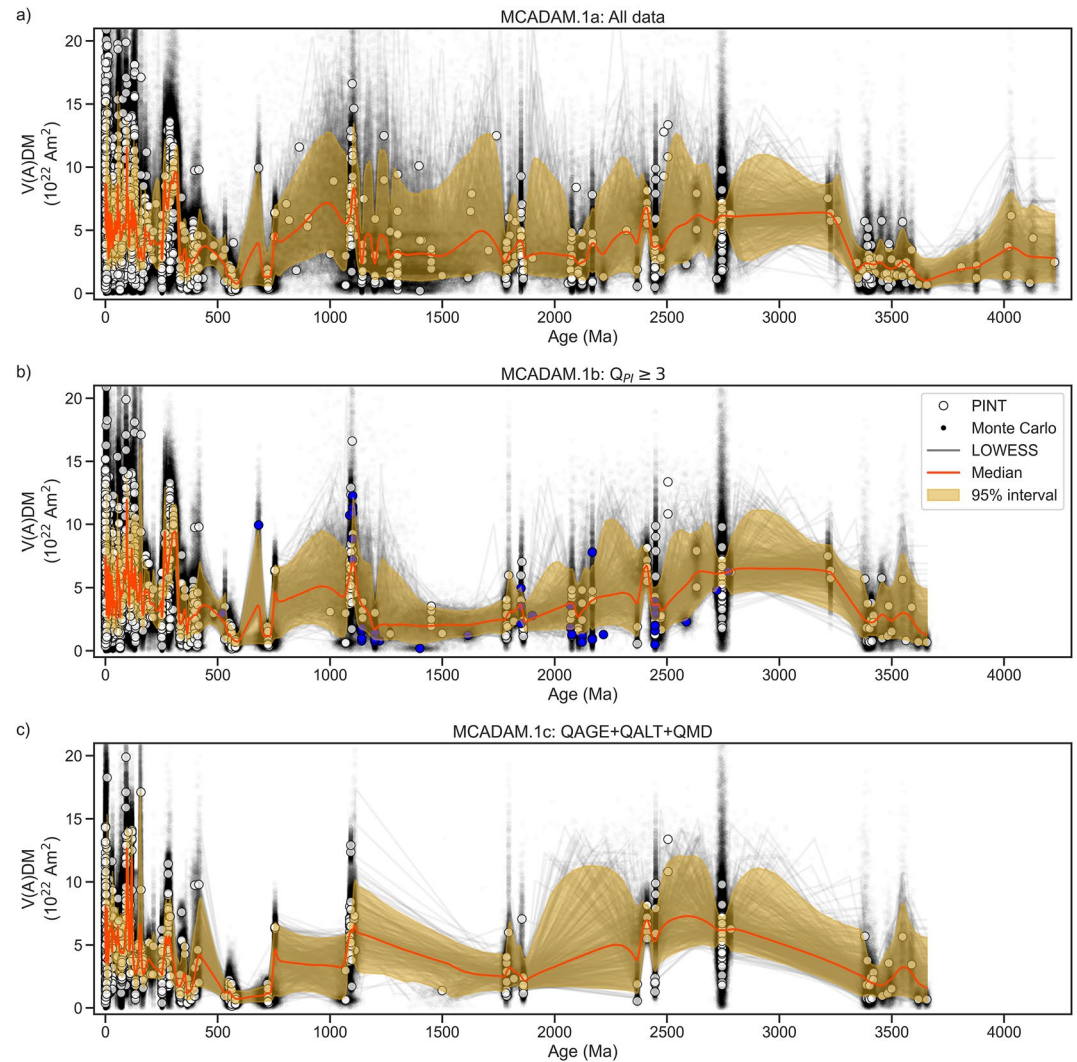 a)
MCADAM.1a: All data
V(A)DM
(10²² Am²)
20
15
10
5
0
0 500 1000 1500 2000 2500 3000 3500 4000
Age (Ma)
b)
MCADAM.1b: Q_PI ≥ 3
V(A)DM
(10²² Am²)
20
15
10
5
0
PINT
Monte Carlo
LOWESS
Median
95% interval
0 500 1000 1500 2000 2500 3000 3500 4000
Age (Ma)
c)
MCADAM.1c: QAGE+QALT+QMD
V(A)DM
(10²² Am²)
20
15
10
5
0
0 500 1000 1500 2000 2500 3000 3500 4000
Age (Ma)